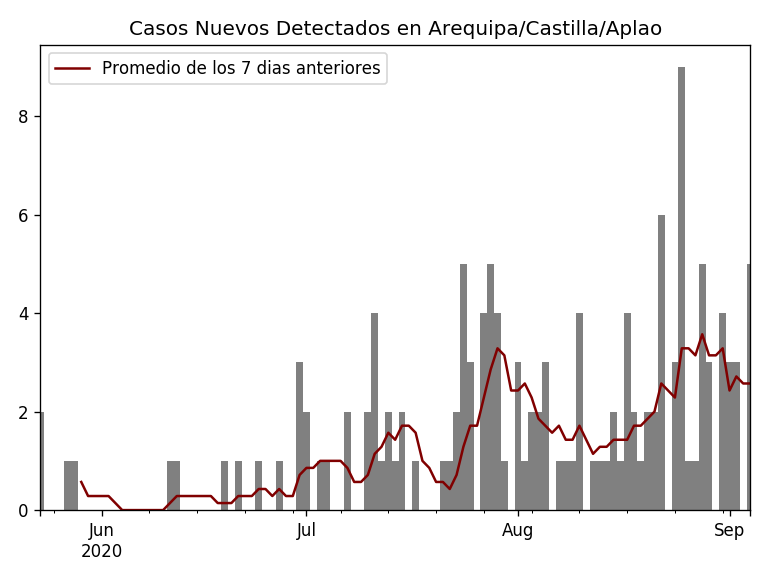 Casos Nuevos Detectados en Arequipa/Castilla/Aplao
Promedio de los 7 dias anteriores
8
6
4
2
0
Jun
2020
Jul
Aug
Sep